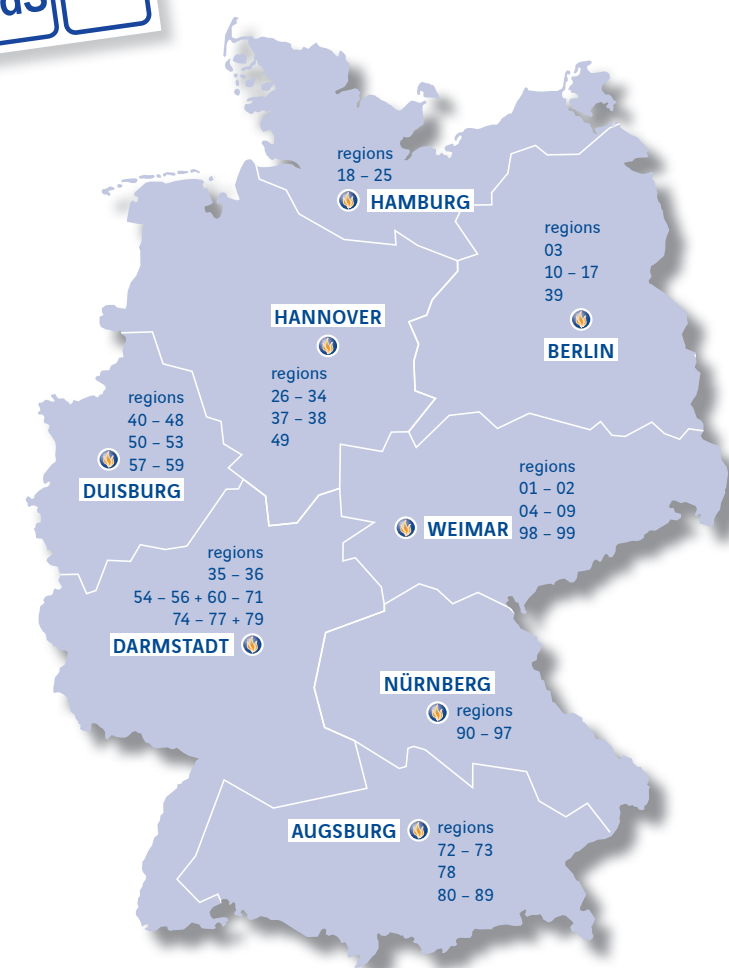 regions
18 – 25
HAMBURG
regions
03
10 – 17
39
BERLIN
HANNOVER
regions
26 – 34
37 – 38
49
regions
40 – 48
50 – 53
57 – 59
DUISBURG
regions
01 – 02
04 – 09
98 – 99
WEIMAR
regions
35 – 36
54 – 56 + 60 – 71
74 – 77 + 79
DARMSTADT
NÜRNBERG
regions
90 – 97
AUGSBURG
regions
72 – 73
78
80 – 89